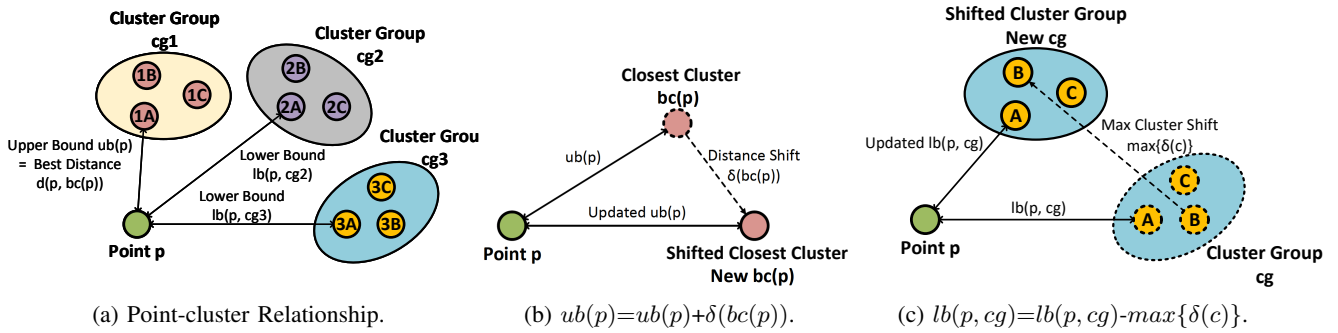 Cluster Group
cg1
1B
1C
1A
Upper Bound ub(p)
= Best Distance
d(p, bc(p))
Cluster Group
cg2
2B
2A
2C
Lower Bound
lb(p, cg2)
Cluster Grou
cg3
Lower Bound
lb(p, cg3)
3C
3A
3B
Point p
(a) Point-cluster Relationship.
Closest Cluster
bc(p)
ub(p)
Distance Shift
δ(bc(p))
Updated ub(p)
Point p
Shifted Closest Cluster
New bc(p)
(b) ub(p)=ub(p)+δ(bc(p)).
Shifted Cluster Group
New cg
B
C
A
Updated lb(p, cg)
Max Cluster Shift
max{δ(c)}
C
lb(p, cg)
A
B
Point p
Cluster Group
cg
(c) lb(p, cg)=lb(p, cg)-max{δ(c)}.